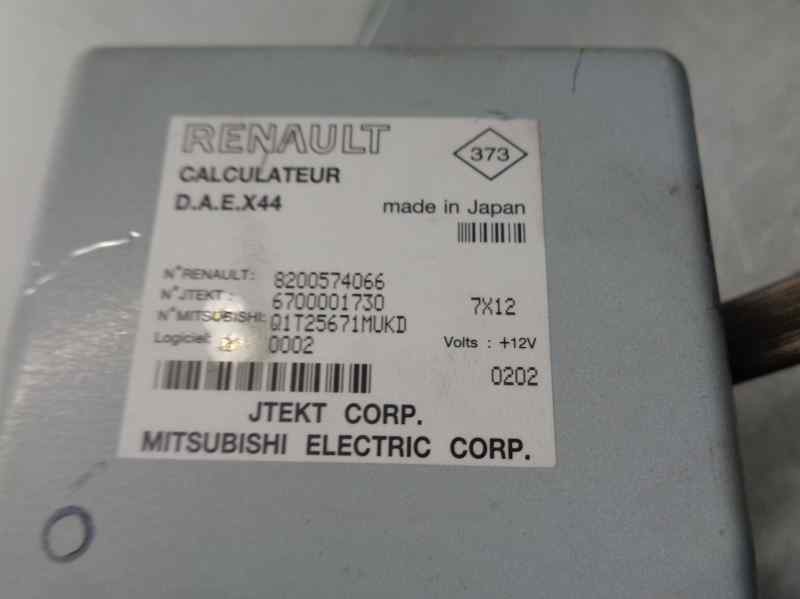 RENAULT
373
CALCULATEUR
D.A.E.X44
made in Japan
N°RENAULT: 8200574066
N°JTEKT : 6700001730 7X12
N°MITSUBISHI: Q1T25671MUKD
Logiciel: 0002 Volts : +12V
0202
JTEKT CORP.
MITSUBISHI ELECTRIC CORP.